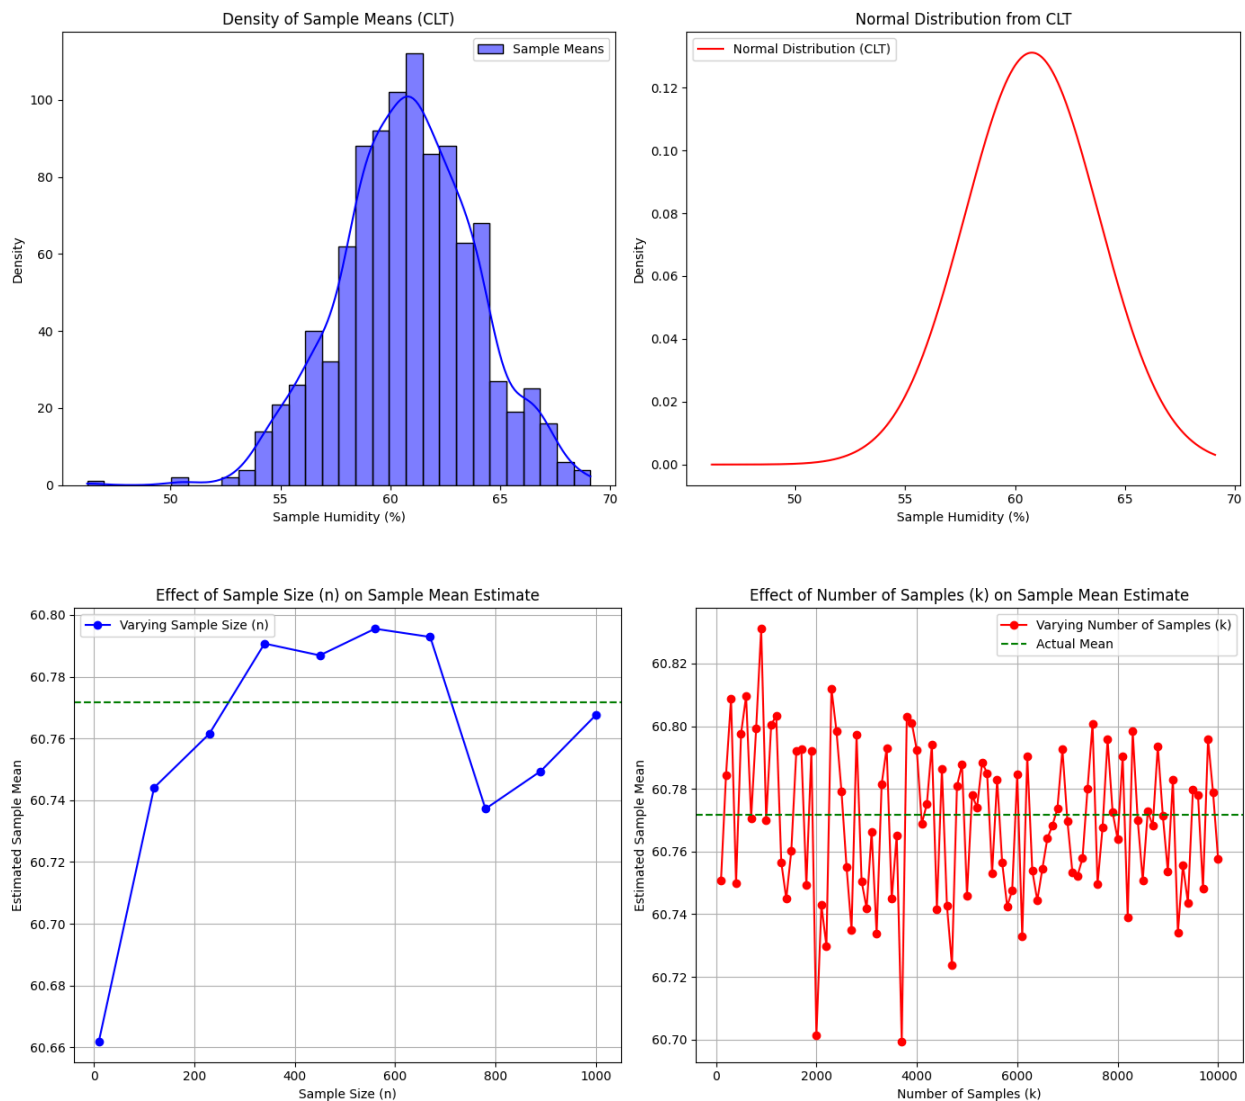 Density of Sample Means (CLT)
Sample Means
Density
100
80
60
40
20
0
50
55
60
65
70
Sample Humidity (%)
Normal Distribution from CLT
Normal Distribution (CLT)
Density
0.12
0.10
0.08
0.06
0.04
0.02
0.00
50
55
60
65
70
Sample Humidity (%)
Effect of Sample Size (n) on Sample Mean Estimate
Varying Sample Size (n)
Estimated Sample Mean
60.80
60.78
60.76
60.74
60.72
60.70
60.68
60.66
0
200
400
600
800
1000
Sample Size (n)
Effect of Number of Samples (k) on Sample Mean Estimate
Varying Number of Samples (k)
Actual Mean
Estimated Sample Mean
60.82
60.80
60.78
60.76
60.74
60.72
60.70
0
2000
4000
6000
8000
10000
Number of Samples (k)